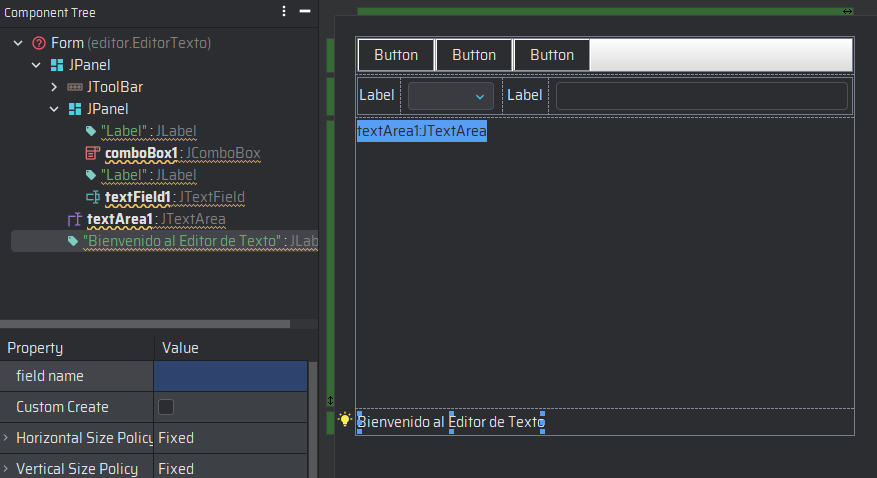 Component Tree
Form (editor.EditorTexto)
JPanel
JToolBar
JPanel
"Label" : JLabel
comboBox1 : JComboBox
"Label" : JLabel
textField1 : JTextField
textArea1 : JTextArea
"Bienvenido al Editor de Texto" : JLab
Property Value
field name
Custom Create
Horizontal Size Policy Fixed
Vertical Size Policy Fixed
Button Button Button
Label Label
textArea1:JTextArea
Bienvenido al Editor de Texto